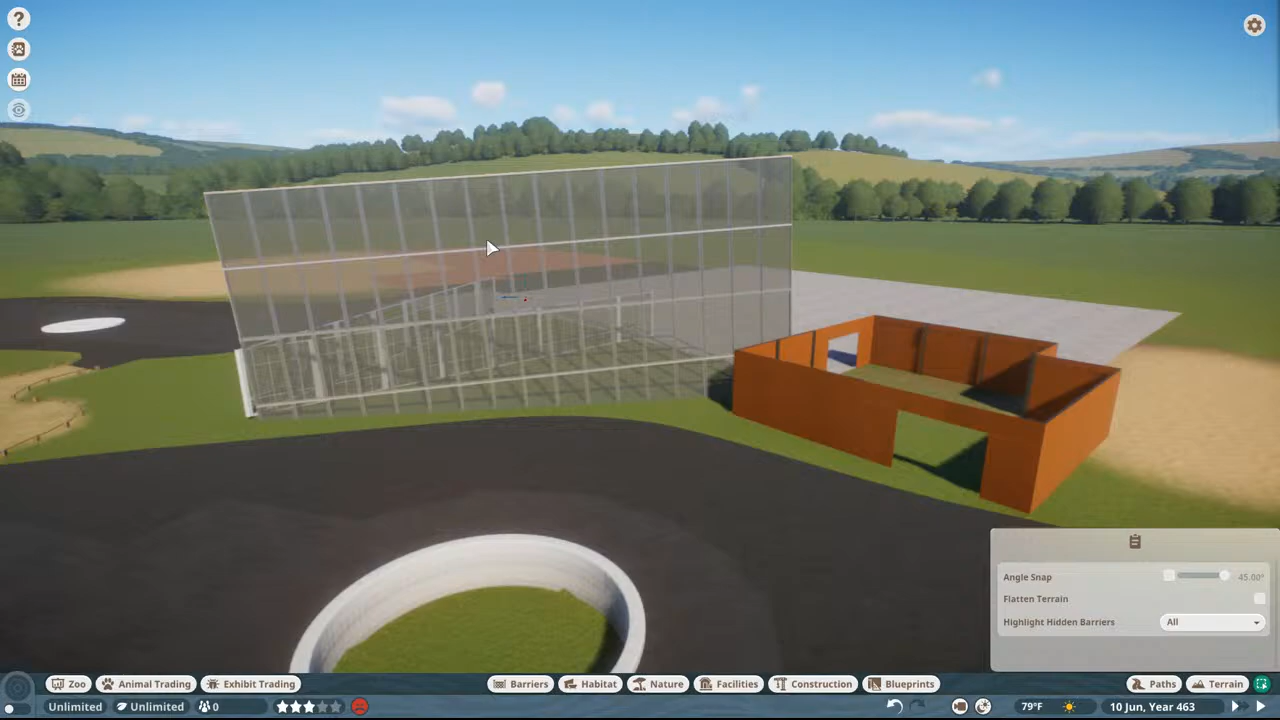 ?
Angle Snap 45.00°
Flatten Terrain
Highlight Hidden Barriers All
Zoo Animal Trading Exhibit Trading Barriers Habitat Nature Facilities Construction Blueprints Paths Terrain
Unlimited Unlimited 0 79°F 10 Jun, Year 463